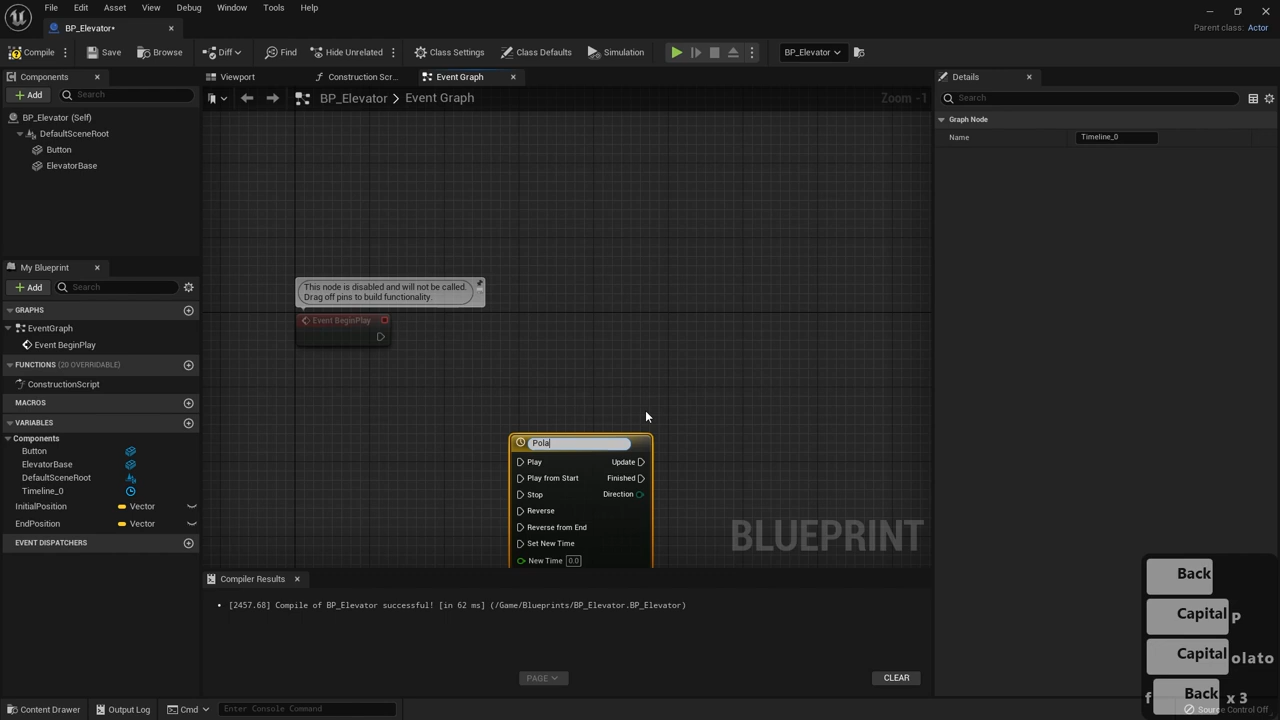 File Edit Asset View Debug Window Tools Help
BP_Elevator•
Parent class: Actor
Compile Save Browse Diff Find Hide Unrelated Class Settings Class Defaults Simulation BP_Elevator
Components Viewport Construction Scr... Event Graph Details
Add Search BP_Elevator > Event Graph Zoom -1 Search
BP_Elevator (Self) Graph Node
DefaultSceneRoot Name Timeline_0
Button
ElevatorBase
My Blueprint
Add Search
This node is disabled and will not be called.
Drag off pins to build functionality.
GRAPHS
EventGraph Event BeginPlay
Event BeginPlay
FUNCTIONS (20 OVERRIDABLE)
ConstructionScript
MACROS
VARIABLES
Components Pola
Button Play Update
ElevatorBase
DefaultSceneRoot Play from Start Finished
Timeline_0 Stop Direction
InitialPosition Vector Reverse
EndPosition Vector Reverse from End
EVENT DISPATCHERS Set New Time
New Time 0.0
BLUEPRINT
Compiler Results
[2457.68] Compile of BP_Elevator successful! [in 62 ms] (/Game/Blueprints/BP_Elevator.BP_Elevator)
Back
Capital P
Capital olato
f Back x 3
PAGE CLEAR
Content Drawer Output Log Cmd Enter Console Command Source Control Off